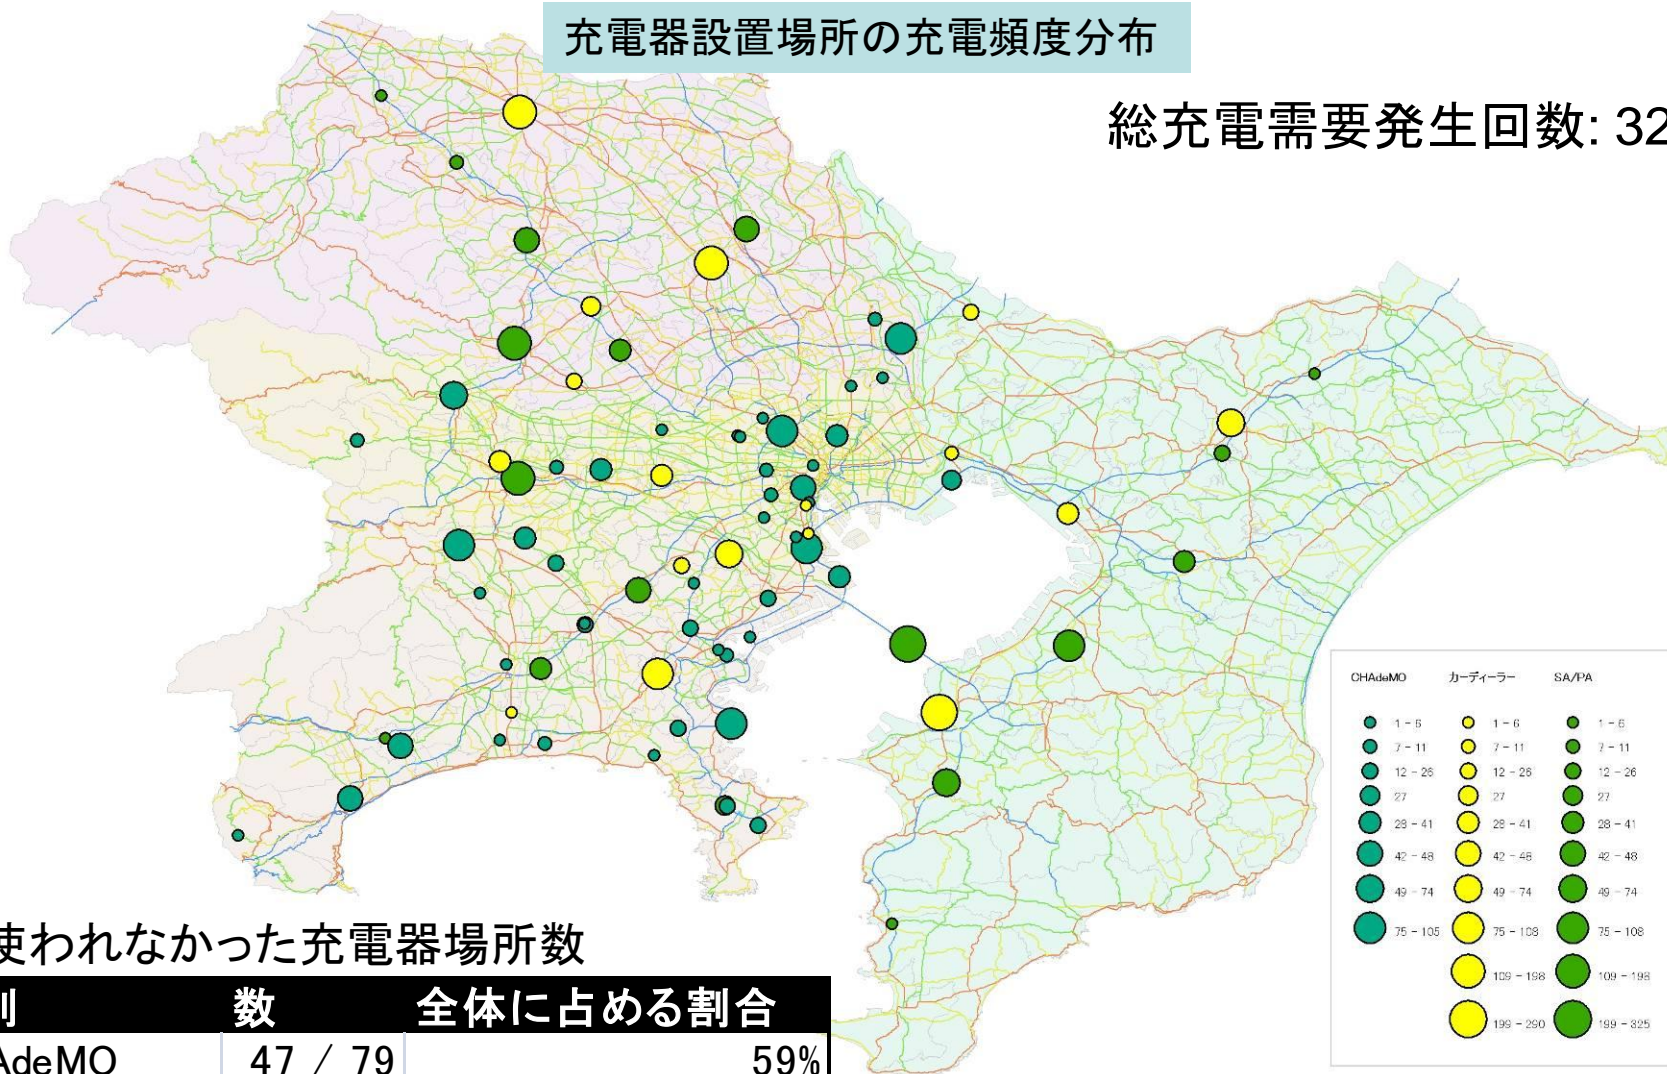 充電器設置場所の充電頻度分布
総充電需要発生回数: 32
CHAdeMO カーディーラー SA/PA
1 - 6 1 - 6 1 - 6
7 - 11 7 - 11 7 - 11
12 - 26 12 - 26 12 - 26
27 27 27
28 - 41 28 - 41 28 - 41
42 - 48 42 - 48 42 - 48
49 - 74 49 - 74 49 - 74
75 - 105 75 - 108 75 - 108
109 - 198 109 - 198
199 - 290 199 - 325
使われなかった充電器場所数
別 数 全体に占める割合
AdeMO 47 / 79 59%